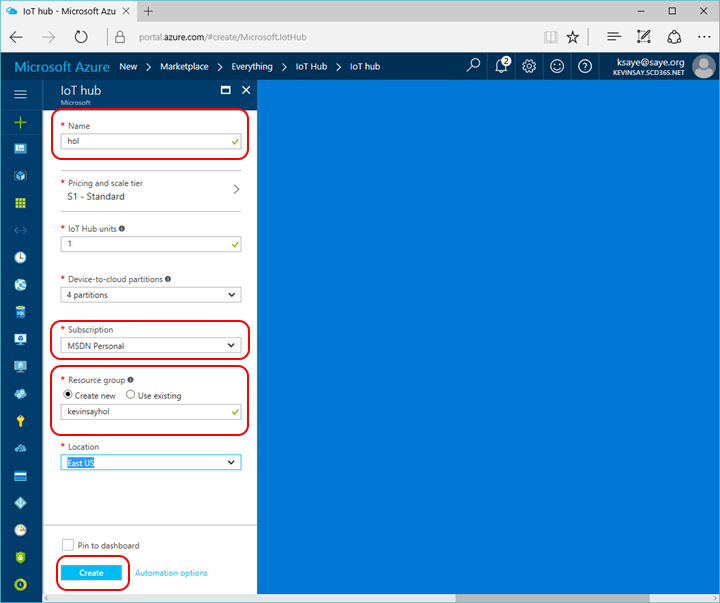 IoT hub - Microsoft Azu
portal.azure.com/#create/Microsoft.IotHub
Microsoft Azure New > Marketplace > Everything > IoT Hub > IoT hub
2
ksaye@saye.org
KEVINSAY.SCD365.NET
IoT hub
Microsoft
* Name
hol
* Pricing and scale tier
S1 - Standard
* IoT Hub units
1
* Device-to-cloud partitions
4 partitions
* Subscription
MSDN Personal
* Resource group
Create new Use existing
kevinsayhol
* Location
East US
Pin to dashboard
Create Automation options